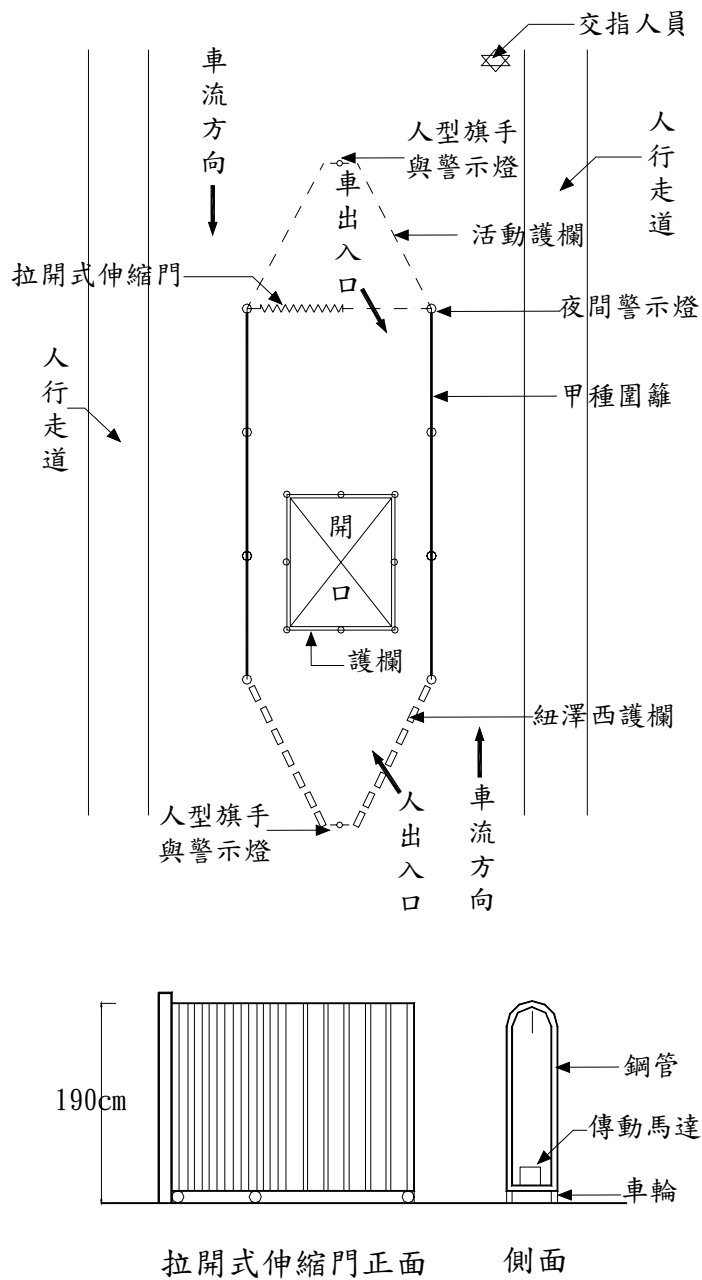 交指人員
車流方向
人型旗手
與警示燈
人行走道
車出入口
活動護欄
拉開式伸縮門
夜間警示燈
人行走道
甲種圍籬
開口
護欄
紐澤西護欄
人型旗手
與警示燈
人出入口
車流方向
190cm
鋼管
傳動馬達
車輪
拉開式伸縮門正面
側面